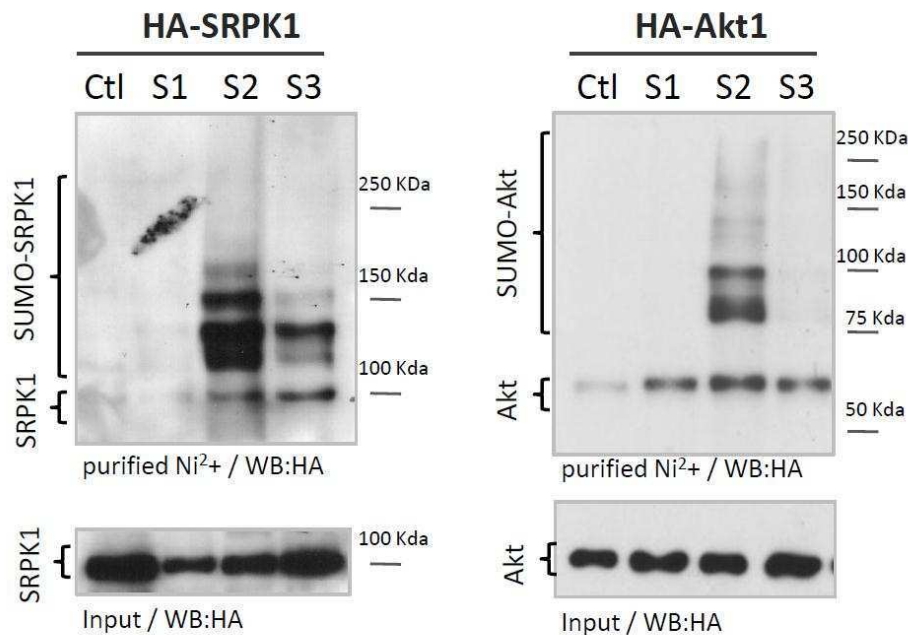 HA-SRPK1
Ctl S1 S2 S3
SUMO-SRPK1
SRPK1
250 KDa
150 Kda
100 Kda
purified Ni²+ / WB:HA
SRPK1
100 Kda
Input / WB:HA
HA-Akt1
Ctl S1 S2 S3
SUMO-Akt
Akt
250 KDa
150 Kda
100 Kda
75 Kda
50 Kda
purified Ni²+ / WB:HA
Akt
Input / WB:HA